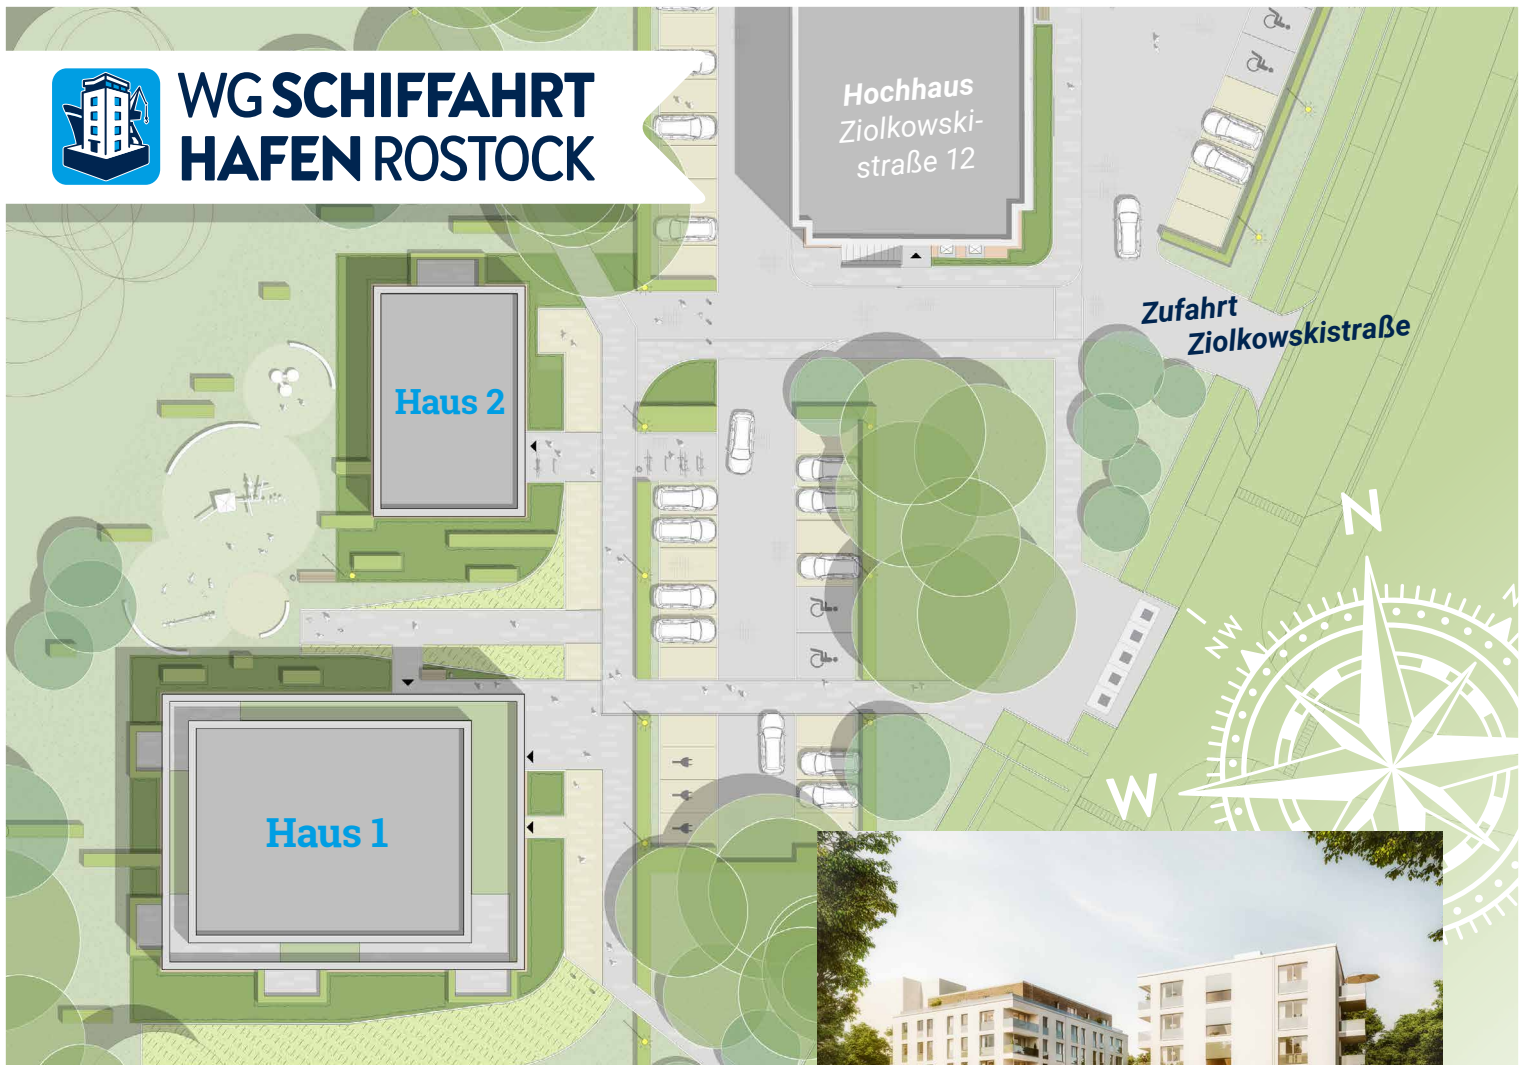 WG SCHIFFAHRT
HAFEN ROSTOCK
Hochhaus
Ziolkowski-
straße 12
Zufahrt
Ziolkowskistraße
Haus 2
Haus 1
N
NW
W